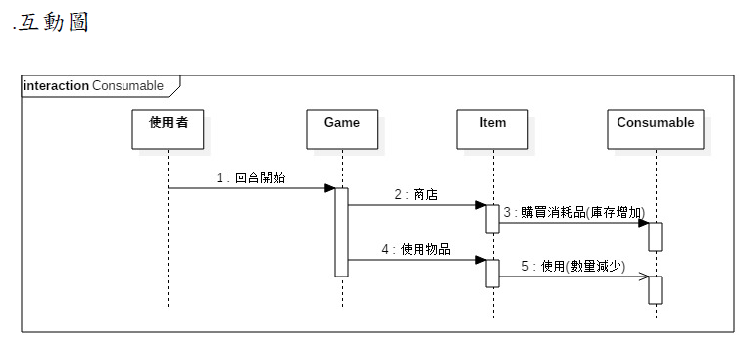 .互動圖
interaction Consumable
使用者
Game
Item
Consumable
1 : 回合開始
2 : 商店
3 : 購買消耗品(庫存增加)
4 : 使用物品
5 : 使用(數量減少)